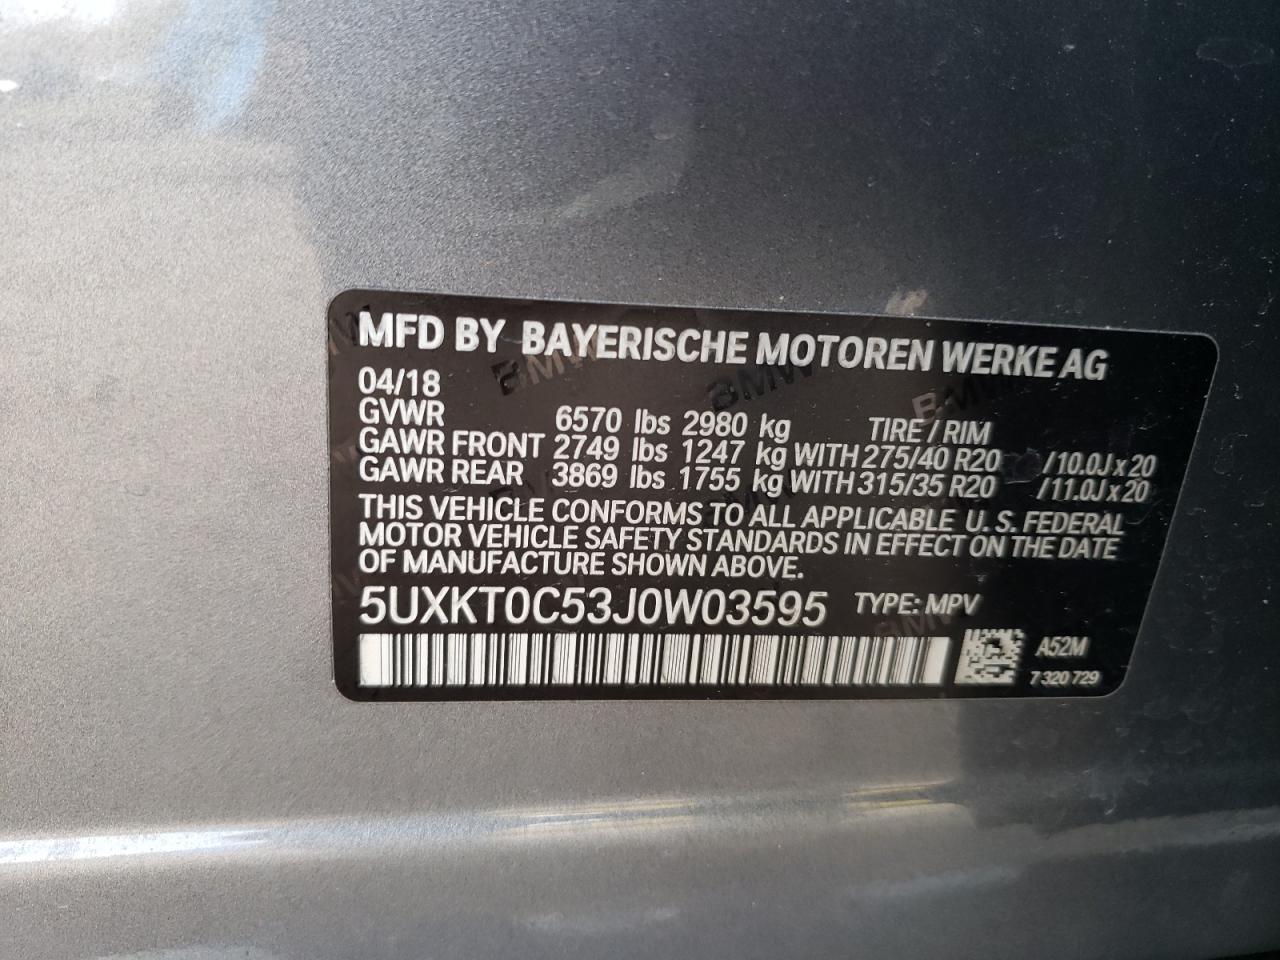 MFD BY BAYERISCHE MOTOREN WERKE AG
04/18
GVWR 6570 lbs 2980 kg TIRE / RIM
GAWR FRONT 2749 lbs 1247 kg WITH 275/40 R20 /10.0J x 20
GAWR REAR 3869 lbs 1755 kg WITH 315/35 R20 /11.0J x 20
THIS VEHICLE CONFORMS TO ALL APPLICABLE U. S. FEDERAL
MOTOR VEHICLE SAFETY STANDARDS IN EFFECT ON THE DATE
OF MANUFACTURE SHOWN ABOVE.
5UXKT0C53J0W03595 TYPE: MPV
A52M
7 320 729